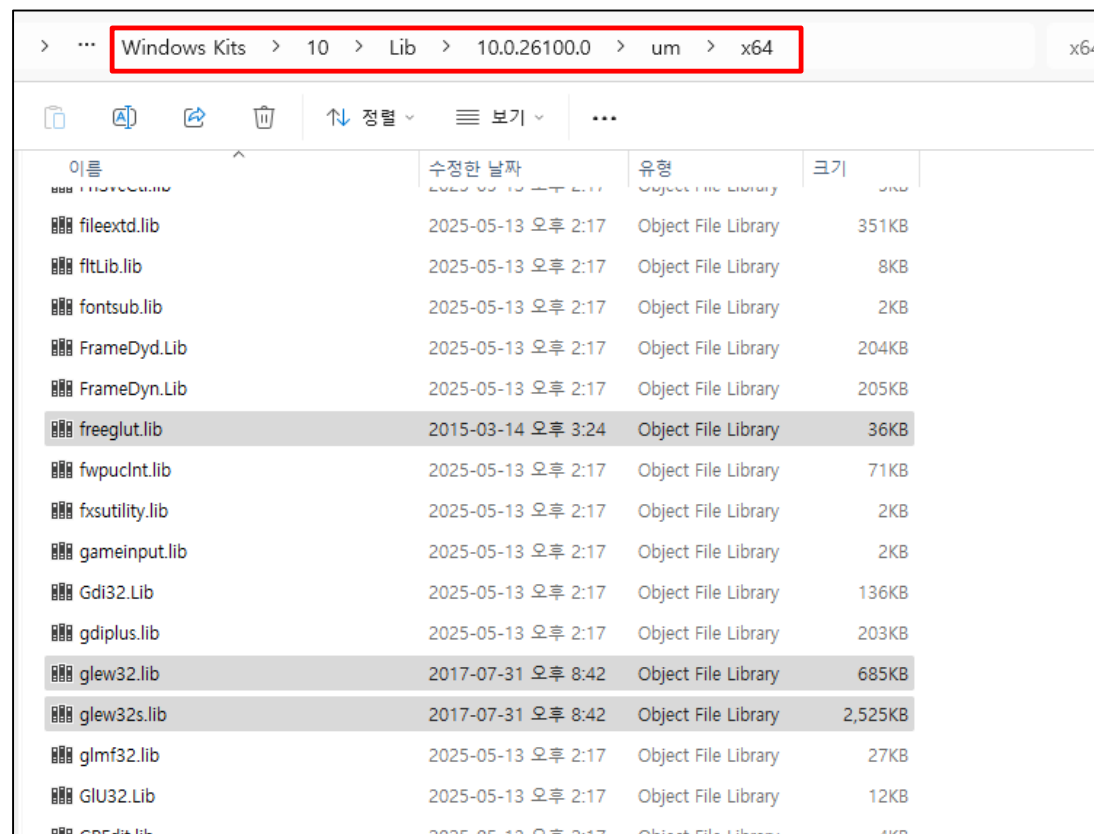 > ... Windows Kits > 10 > Lib > 10.0.26100.0 > um > x64 > x64
정렬 보기 ...
이름 수정한 날짜 유형 크기
fileextd.lib 2025-05-13 오후 2:17 Object File Library 351KB
fltLib.lib 2025-05-13 오후 2:17 Object File Library 8KB
fontsub.lib 2025-05-13 오후 2:17 Object File Library 2KB
FrameDyd.Lib 2025-05-13 오후 2:17 Object File Library 204KB
FrameDyn.Lib 2025-05-13 오후 2:17 Object File Library 205KB
freeglut.lib 2015-03-14 오후 3:24 Object File Library 36KB
fwpuclnt.lib 2025-05-13 오후 2:17 Object File Library 71KB
fxsutility.lib 2025-05-13 오후 2:17 Object File Library 2KB
gameinput.lib 2025-05-13 오후 2:17 Object File Library 2KB
Gdi32.Lib 2025-05-13 오후 2:17 Object File Library 136KB
gdiplus.lib 2025-05-13 오후 2:17 Object File Library 203KB
glew32.lib 2017-07-31 오후 8:42 Object File Library 685KB
glew32s.lib 2017-07-31 오후 8:42 Object File Library 2,525KB
glmf32.lib 2025-05-13 오후 2:17 Object File Library 27KB
GlU32.Lib 2025-05-13 오후 2:17 Object File Library 12KB